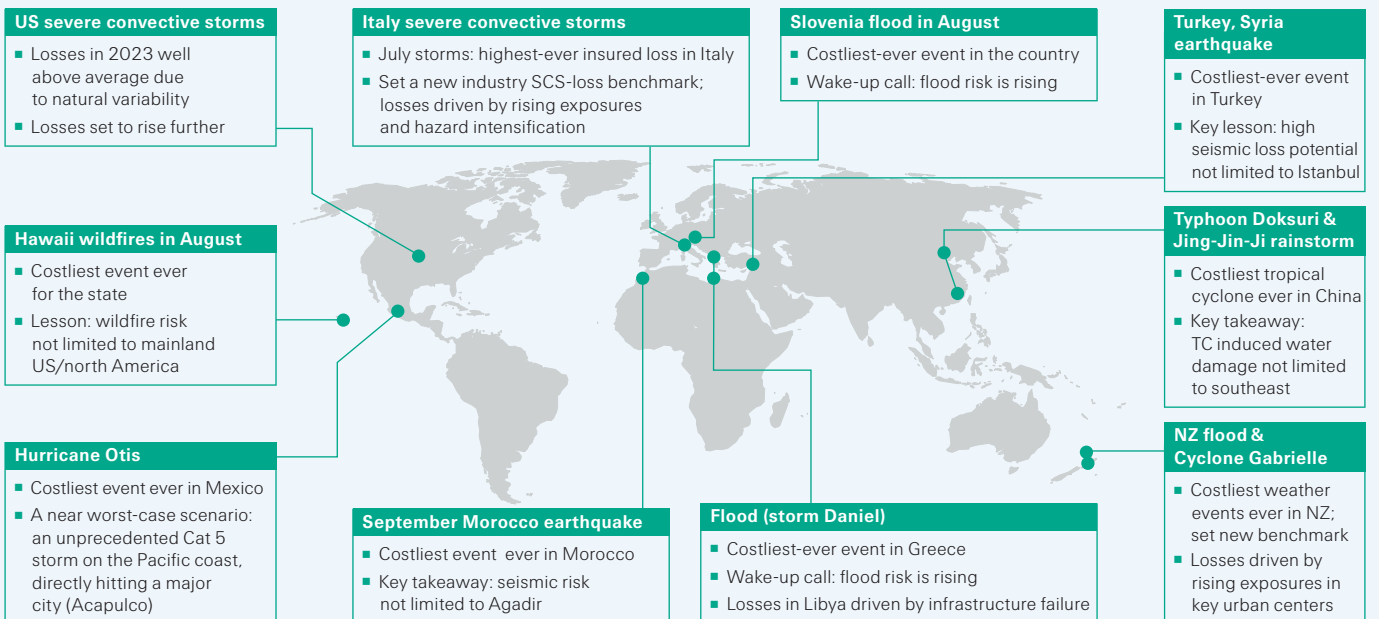 US severe convective storms
■ Losses in 2023 well
above average due
to natural variability
■ Losses set to rise further
Italy severe convective storms
■ July storms: highest-ever insured loss in Italy
■ Set a new industry SCS-loss benchmark;
losses driven by rising exposures
and hazard intensification
Slovenia flood in August
■ Costliest-ever event in the country
■ Wake-up call: flood risk is rising
Turkey, Syria
earthquake
■ Costliest-ever event
in Turkey
■ Key lesson: high
seismic loss potential
not limited to Istanbul
Hawaii wildfires in August
■ Costliest event ever
for the state
■ Lesson: wildfire risk
not limited to mainland
US/north America
Typhoon Doksuri &
Jing-Jin-Ji rainstorm
■ Costliest tropical
cyclone ever in China
■ Key takeaway:
TC induced water
damage not limited
to southeast
Hurricane Otis
■ Costliest event ever in Mexico
■ A near worst-case scenario:
an unprecedented Cat 5
storm on the Pacific coast,
directly hitting a major
city (Acapulco)
September Morocco earthquake
■ Costliest event ever in Morocco
■ Key takeaway: seismic risk
not limited to Agadir
Flood (storm Daniel)
■ Costliest-ever event in Greece
■ Wake-up call: flood risk is rising
■ Losses in Libya driven by infrastructure failure
NZ flood &
Cyclone Gabrielle
■ Costliest weather
events ever in NZ;
set new benchmark
■ Losses driven by
rising exposures in
key urban centers